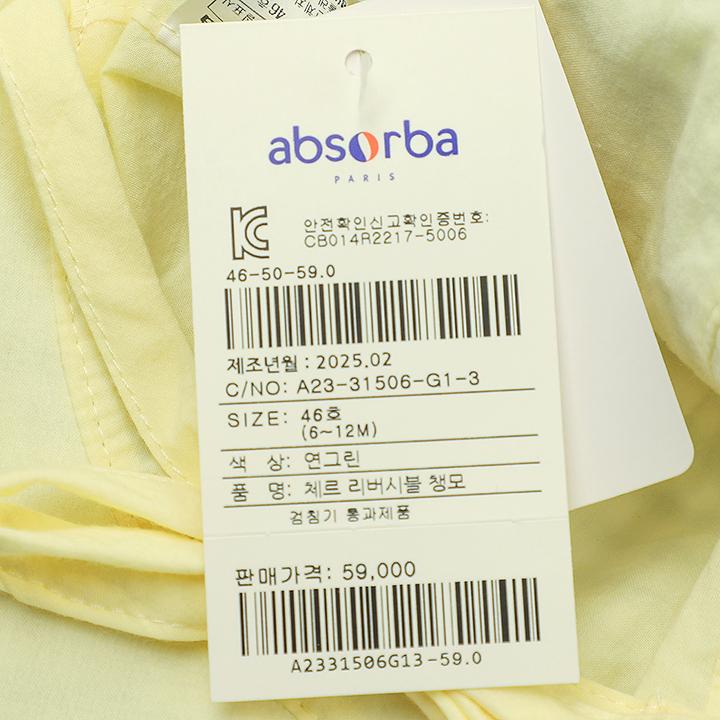 absorba
PARIS
안전확인신고확인증번호:
CB014R2217-5006
46-50-59.0
제조년월 : 2025.02
C/NO: A23-31506-G1-3
SIZE: 46호
(6~12M)
색 상: 연그린
품 명: 체르 리버시블 챙모
검침기 통과제품
판매가격: 59,000
A2331506G13-59.0